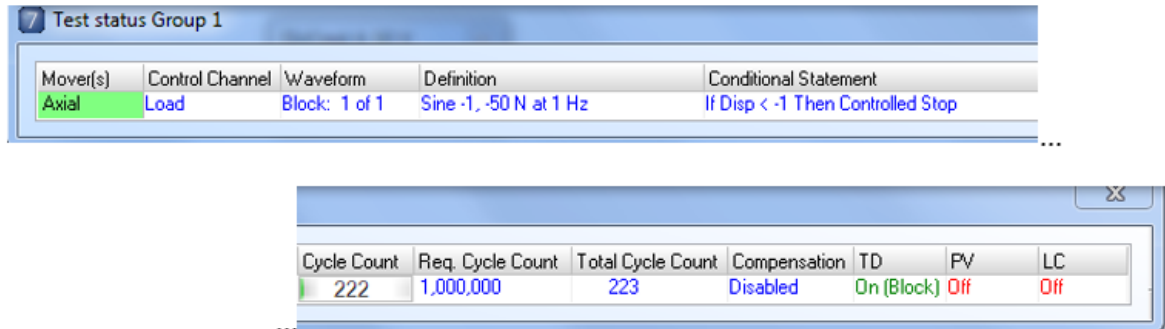 7 Test status Group 1
Mover(s) Control Channel Waveform Definition Conditional Statement
Axial Load Block: 1 of 1 Sine -1, -50 N at 1 Hz If Disp < -1 Then Controlled Stop
...
Cycle Count Req. Cycle Count Total Cycle Count Compensation TD PV LC
222 1,000,000 223 Disabled On (Block) Off Off
...